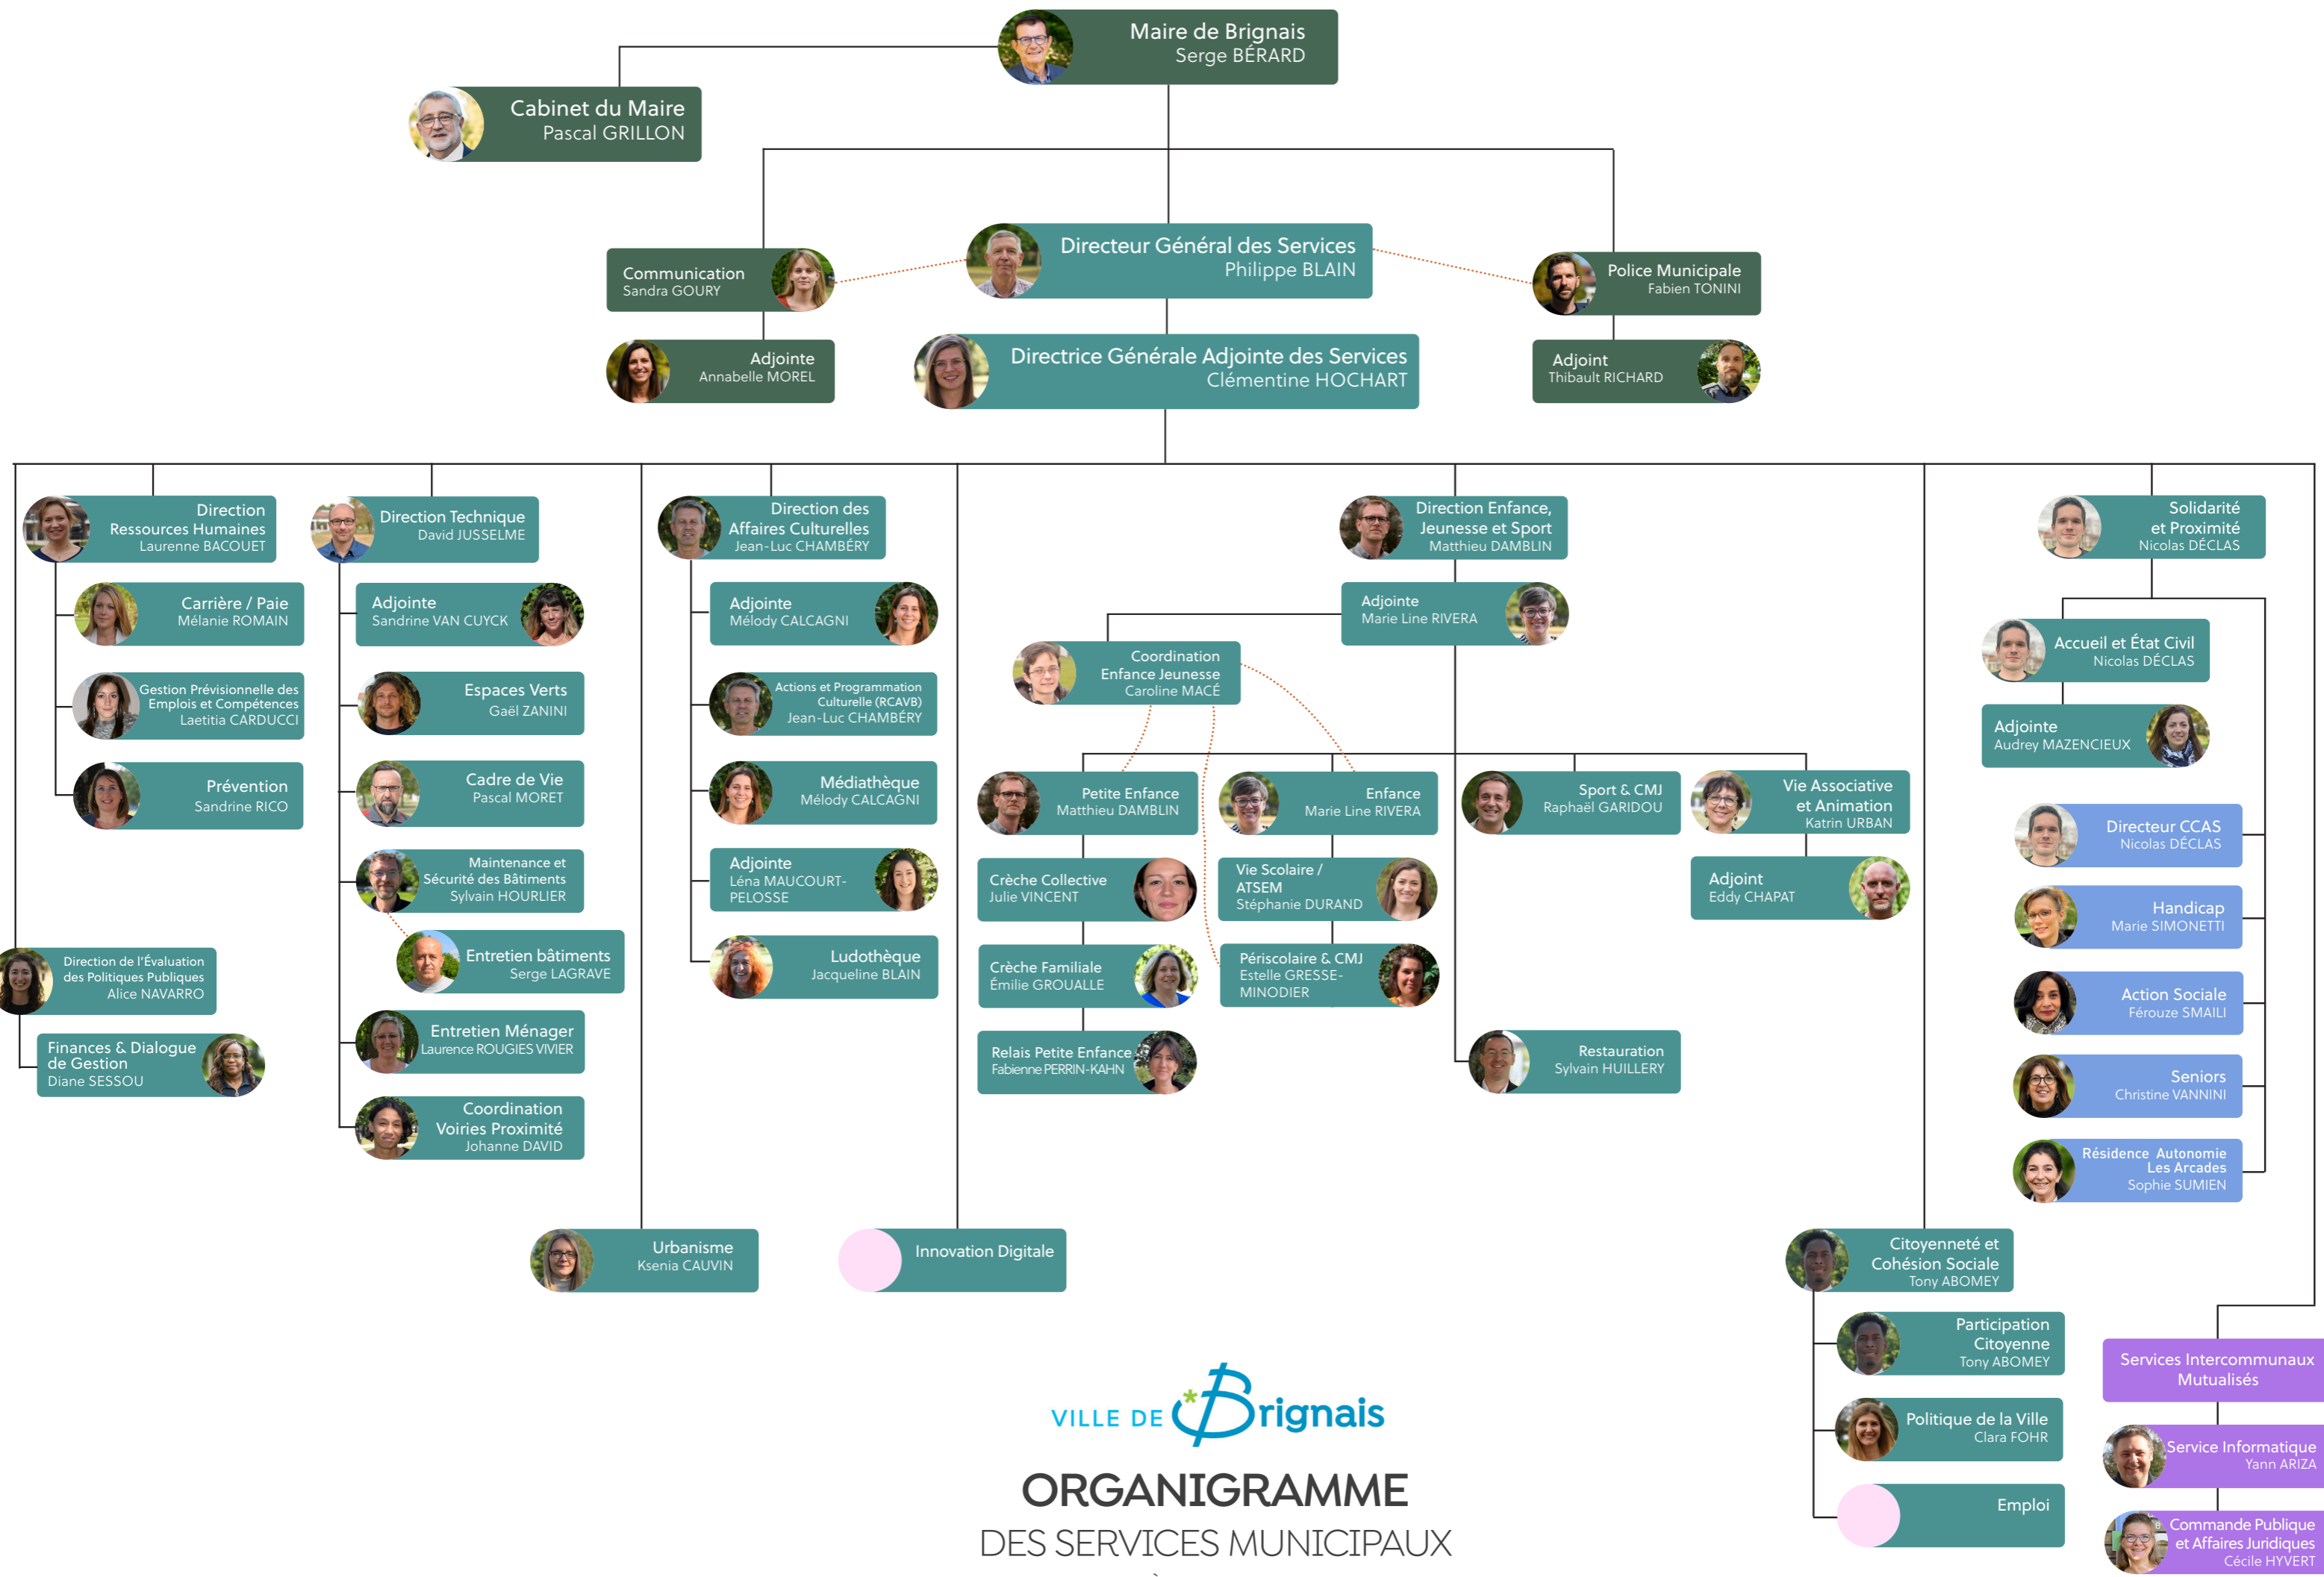 Maire de Brignais
Serge BÉRARD
Cabinet du Maire
Pascal GRILLON
Communication
Sandra GOURY
Directeur Général des Services
Philippe BLAIN
Police Municipale
Fabien TONINI
Adjointe
Annabelle MOREL
Directrice Générale Adjointe des Services
Clémentine HOCHART
Adjoint
Thibault RICHARD
Direction
Ressources Humaines
Laurenne BACOUET
Carrière / Paie
Mélanie ROMAIN
Gestion Prévisionnelle des
Emplois et Compétences
Laetitia CARDUCCI
Prévention
Sandrine RICO
Direction de l'Évaluation
des Politiques Publiques
Alice NAVARRO
Finances & Dialogue
de Gestion
Diane SESSOU
Direction Technique
David JUSSELME
Adjointe
Sandrine VAN CUYCK
Espaces Verts
Gaël ZANINI
Cadre de Vie
Pascal MORET
Maintenance et
Sécurité des Bâtiments
Sylvain HOURLIER
Entretien bâtiments
Serge LAGRAVE
Entretien Ménager
Laurence ROUGIES VIVIER
Coordination
Voiries Proximité
Johanne DAVID
Urbanisme
Ksenia CAUVIN
Direction des
Affaires Culturelles
Jean-Luc CHAMBÉRY
Adjointe
Mélody CALCAGNI
Actions et Programmation
Culturelle (RCAVB)
Jean-Luc CHAMBÉRY
Médiathèque
Mélody CALCAGNI
Adjointe
Léna MAUCOURT-
PELOSSE
Ludothèque
Jacqueline BLAIN
Innovation Digitale
Direction Enfance,
Jeunesse et Sport
Matthieu DAMBLIN
Adjointe
Marie Line RIVERA
Coordination
Enfance Jeunesse
Caroline MACÉ
Petite Enfance
Matthieu DAMBLIN
Crèche Collective
Julie VINCENT
Crèche Familiale
Émilie GROUALLE
Relais Petite Enfance
Fabienne PERRIN-KAHN
Enfance
Marie Line RIVERA
Vie Scolaire /
ATSEM
Stéphanie DURAND
Périscolaire & CMJ
Estelle GRESSE-
MINODIER
Sport & CMJ
Raphaël GARIDOU
Vie Associative
et Animation
Katrin URBAN
Adjoint
Eddy CHAPAT
Restauration
Sylvain HUILLERY
Solidarité
et Proximité
Nicolas DÉCLAS
Accueil et État Civil
Nicolas DÉCLAS
Adjointe
Audrey MAZENCIEUX
Directeur CCAS
Nicolas DÉCLAS
Handicap
Marie SIMONETTI
Action Sociale
Férouze SMAILI
Seniors
Christine VANNINI
Résidence Autonomie
Les Arcades
Sophie SUMIEN
Citoyenneté et
Cohésion Sociale
Tony ABOMEY
Participation
Citoyenne
Tony ABOMEY
Politique de la Ville
Clara FOHR
Emploi
Services Intercommunaux
Mutualisés
Service Informatique
Yann ARIZA
Commande Publique
et Affaires Juridiques
Cécile HYVERT
VILLE DE Brignais
ORGANIGRAMME
DES SERVICES MUNICIPAUX